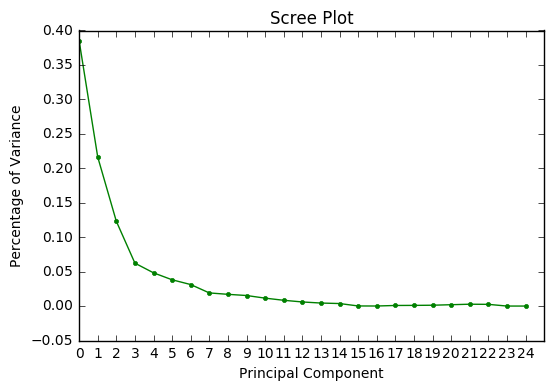 Scree Plot
0.40
0.35
0.30
0.25
0.20
0.15
0.10
0.05
0.00
−0.05
Percentage of Variance
0 1 2 3 4 5 6 7 8 9 10 11 12 13 14 15 16 17 18 19 20 21 22 23 24
Principal Component